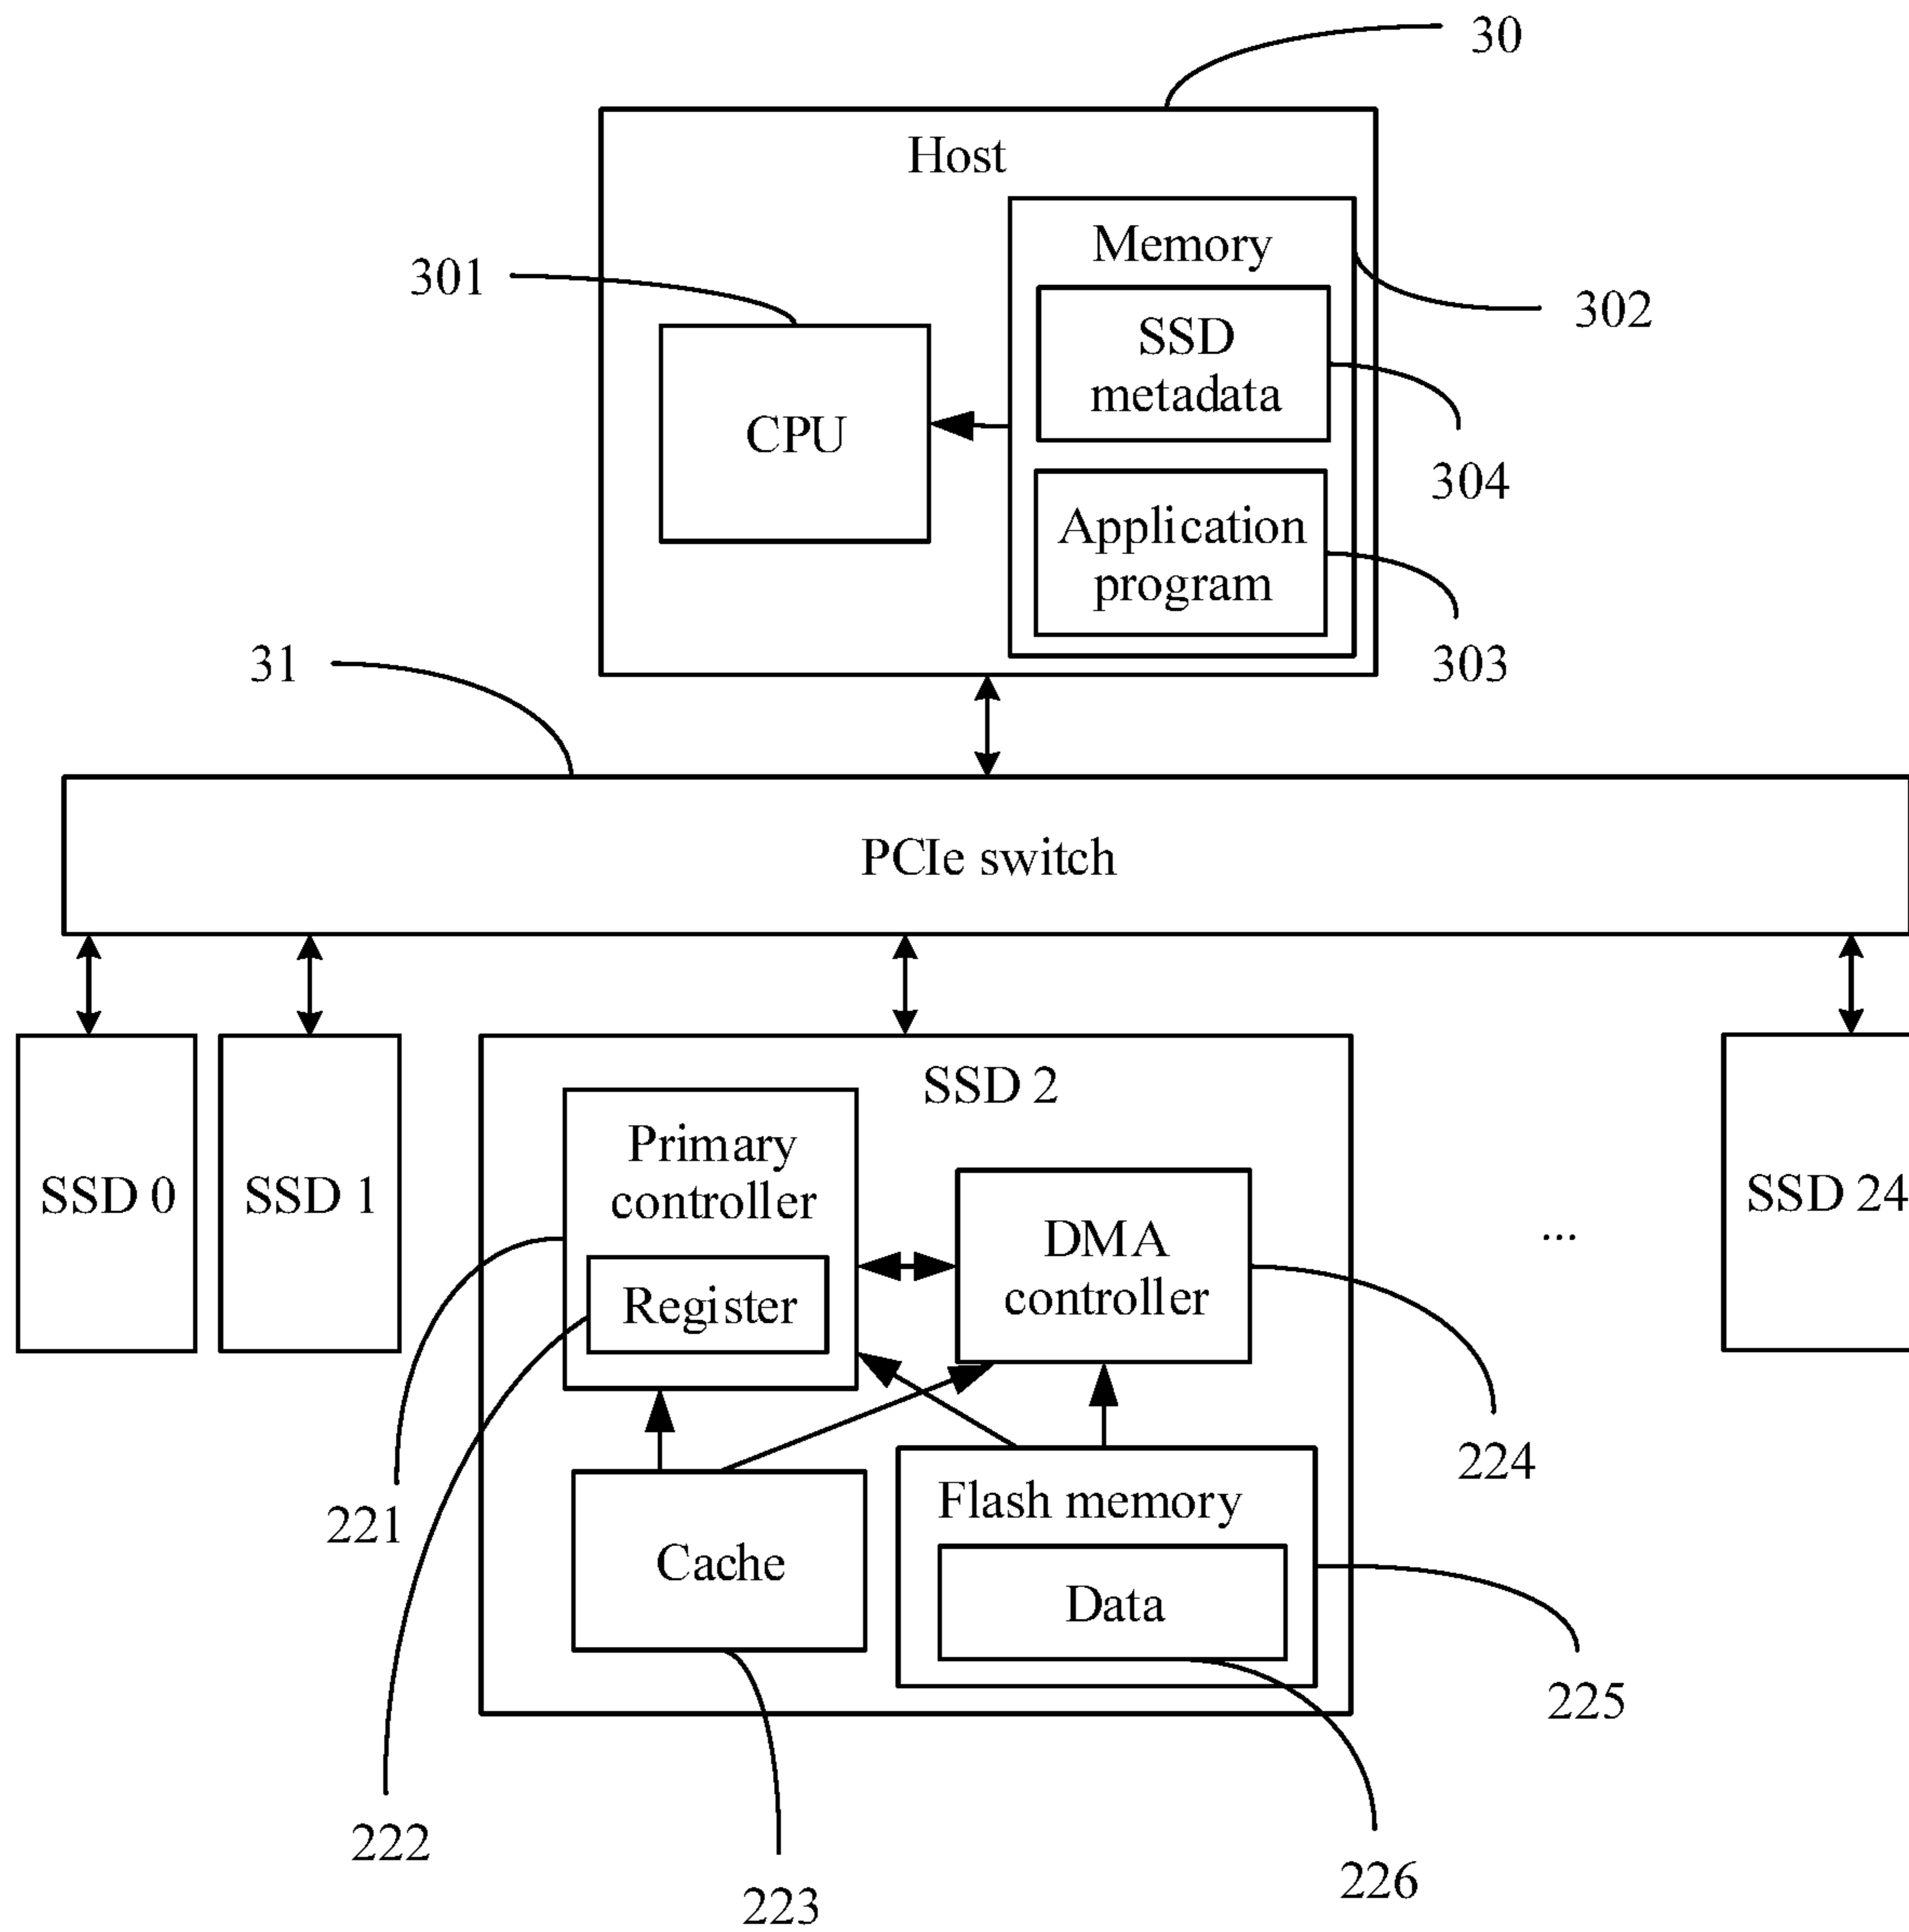 30
Host
Memory
301
302
SSD
metadata
CPU
304
Application
program
31
303
PCIe switch
SSD 2
Primary
controller
SSD 0
SSD 1
SSD 24
DMA
controller
...
Register
224
Flash memory
221
Cache
Data
225
222
226
223